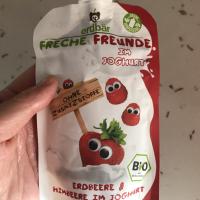 erdbär
FRECHE FREUNDE
IM
JOGHURT
OHNE
ZUSATZSTOFFE
BIO
ERDBEERE &
HIMBEERE IM JOGHURT